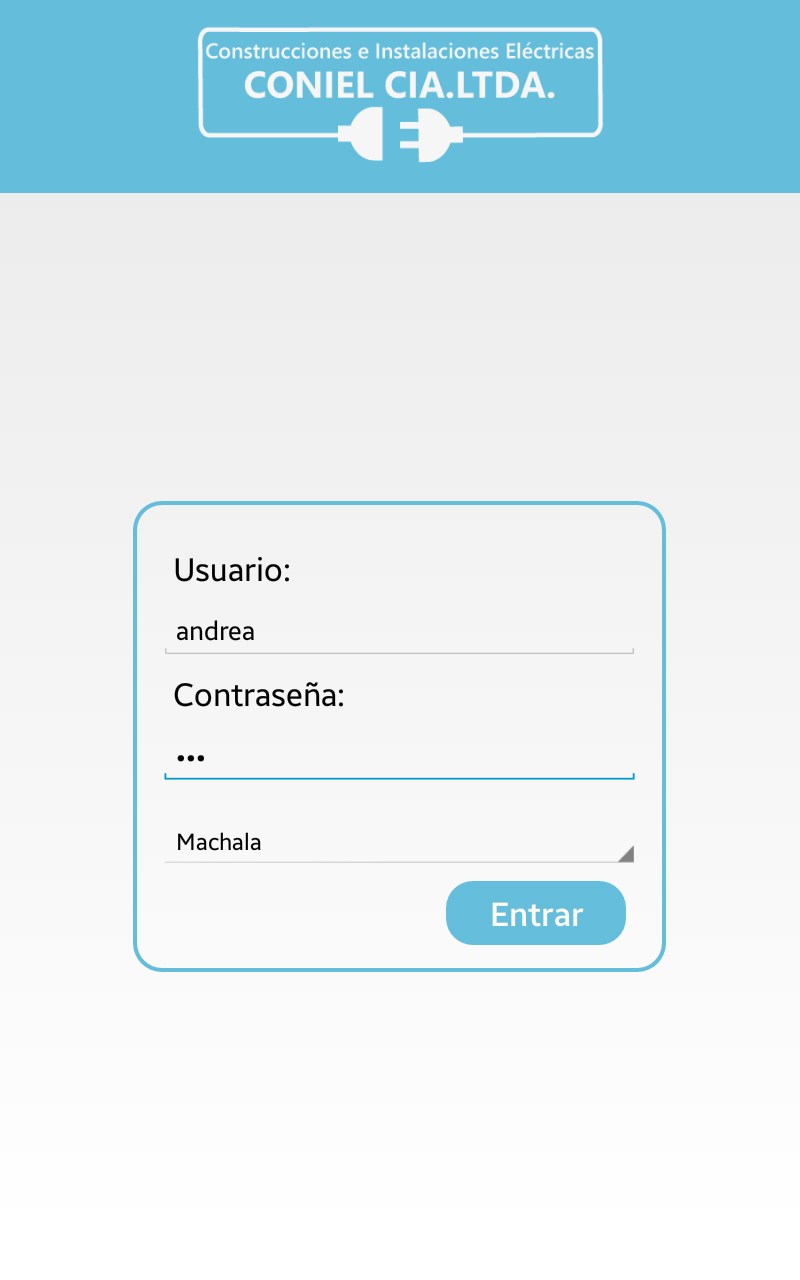 Construcciones e Instalaciones Eléctricas
CONIEL CIA.LTDA.
Usuario:
andrea
Contraseña:
•••
Machala
Entrar